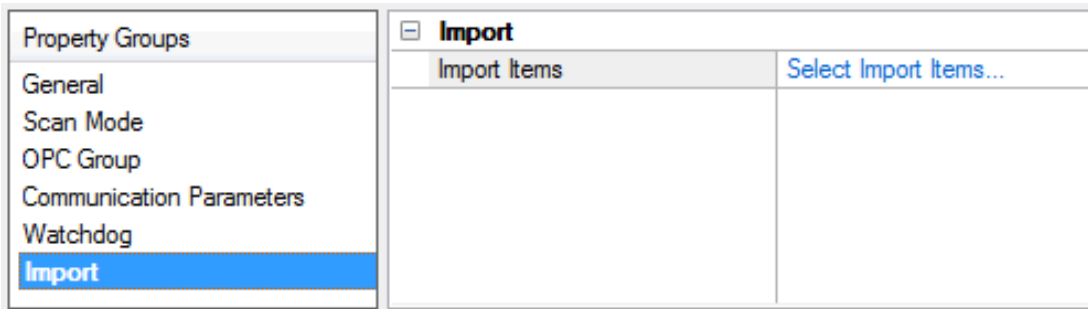 Property Groups
General
Scan Mode
OPC Group
Communication Parameters
Watchdog
Import
Import
Import Items Select Import Items...